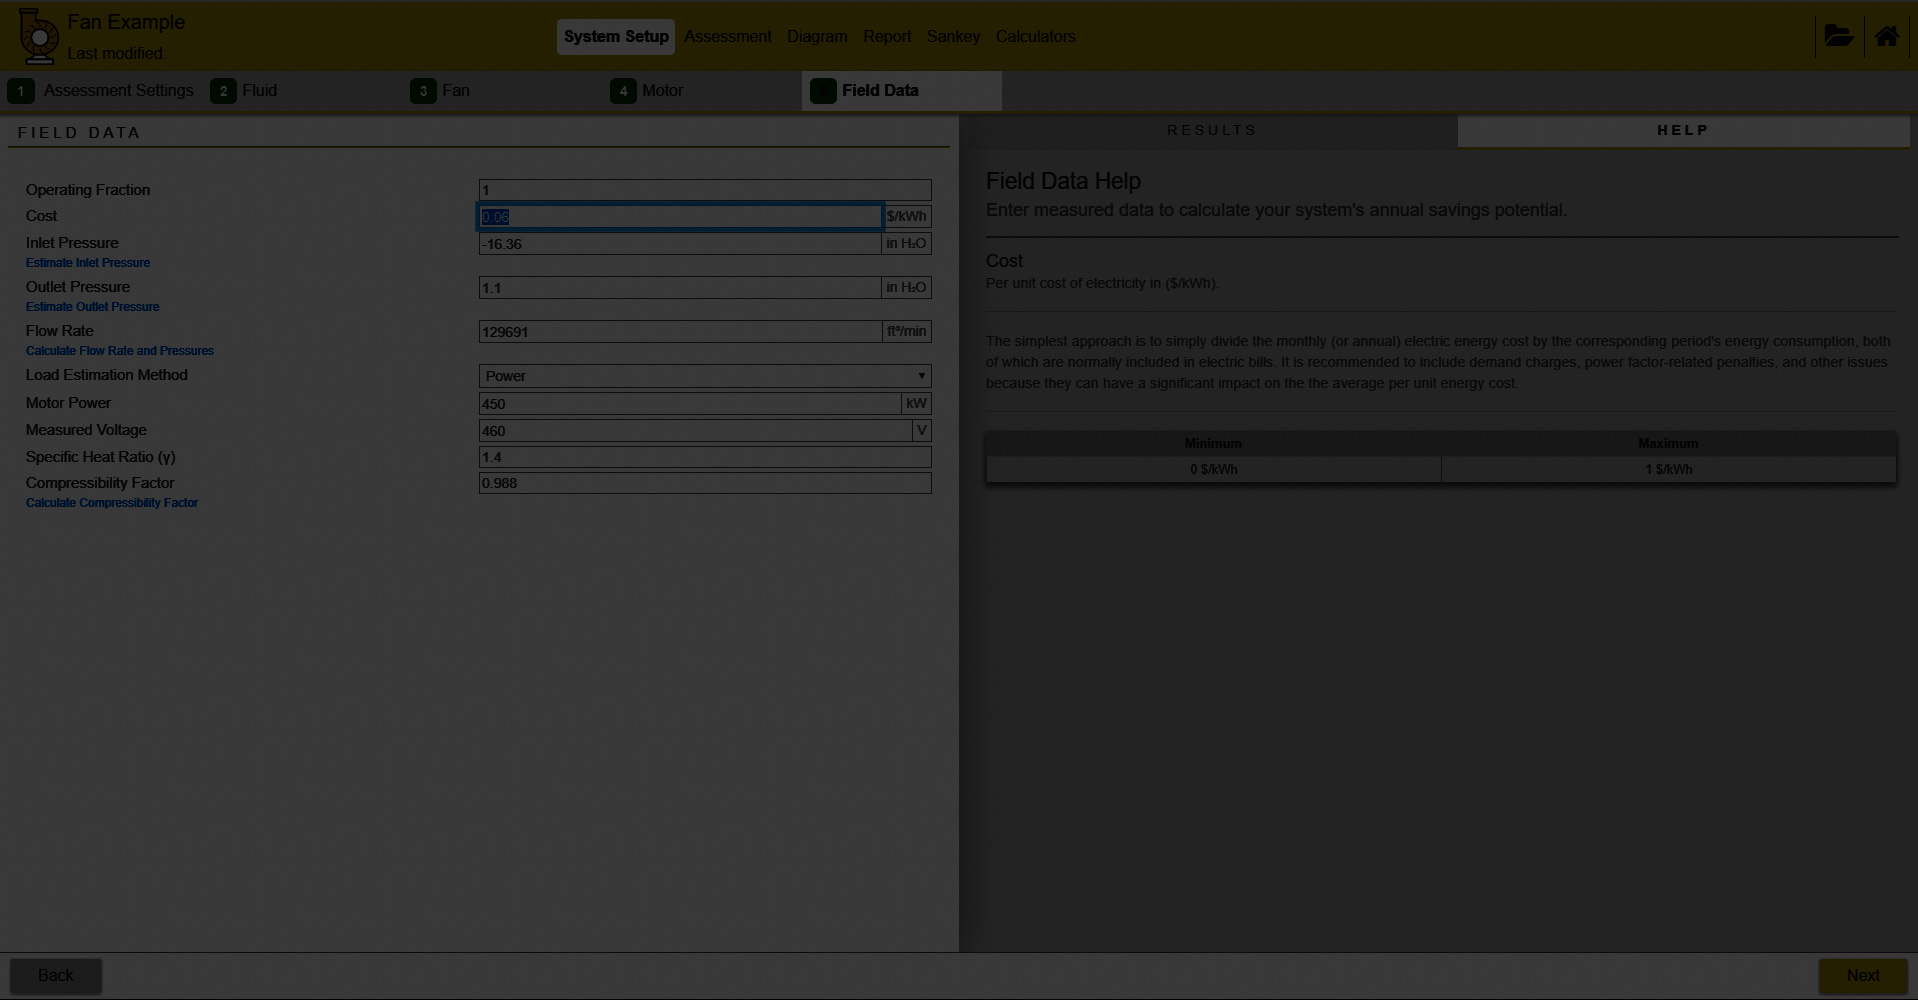 Fan Example
Last modified:
System Setup Assessment Diagram Report Sankey Calculators
1 Assessment Settings 2 Fluid 3 Fan 4 Motor Field Data
FIELD DATA
RESULTS HELP
Operating Fraction 1
Cost 0.06 $/kWh
Inlet Pressure -16.36 in H₂O
Estimate Inlet Pressure
Outlet Pressure 1.1 in H₂O
Estimate Outlet Pressure
Flow Rate 129691 ft³/min
Calculate Flow Rate and Pressures
Load Estimation Method Power
Motor Power 450 kW
Measured Voltage 460 V
Specific Heat Ratio (γ) 1.4
Compressibility Factor 0.988
Calculate Compressibility Factor
Field Data Help
Enter measured data to calculate your system's annual savings potential.
Cost
Per unit cost of electricity in ($/kWh).
The simplest approach is to simply divide the monthly (or annual) electric energy cost by the corresponding period's energy consumption, both
of which are normally included in electric bills. It is recommended to include demand charges, power factor-related penalties, and other issues
because they can have a significant impact on the the average per unit energy cost.
Minimum Maximum
0 $/kWh 1 $/kWh
Back Next